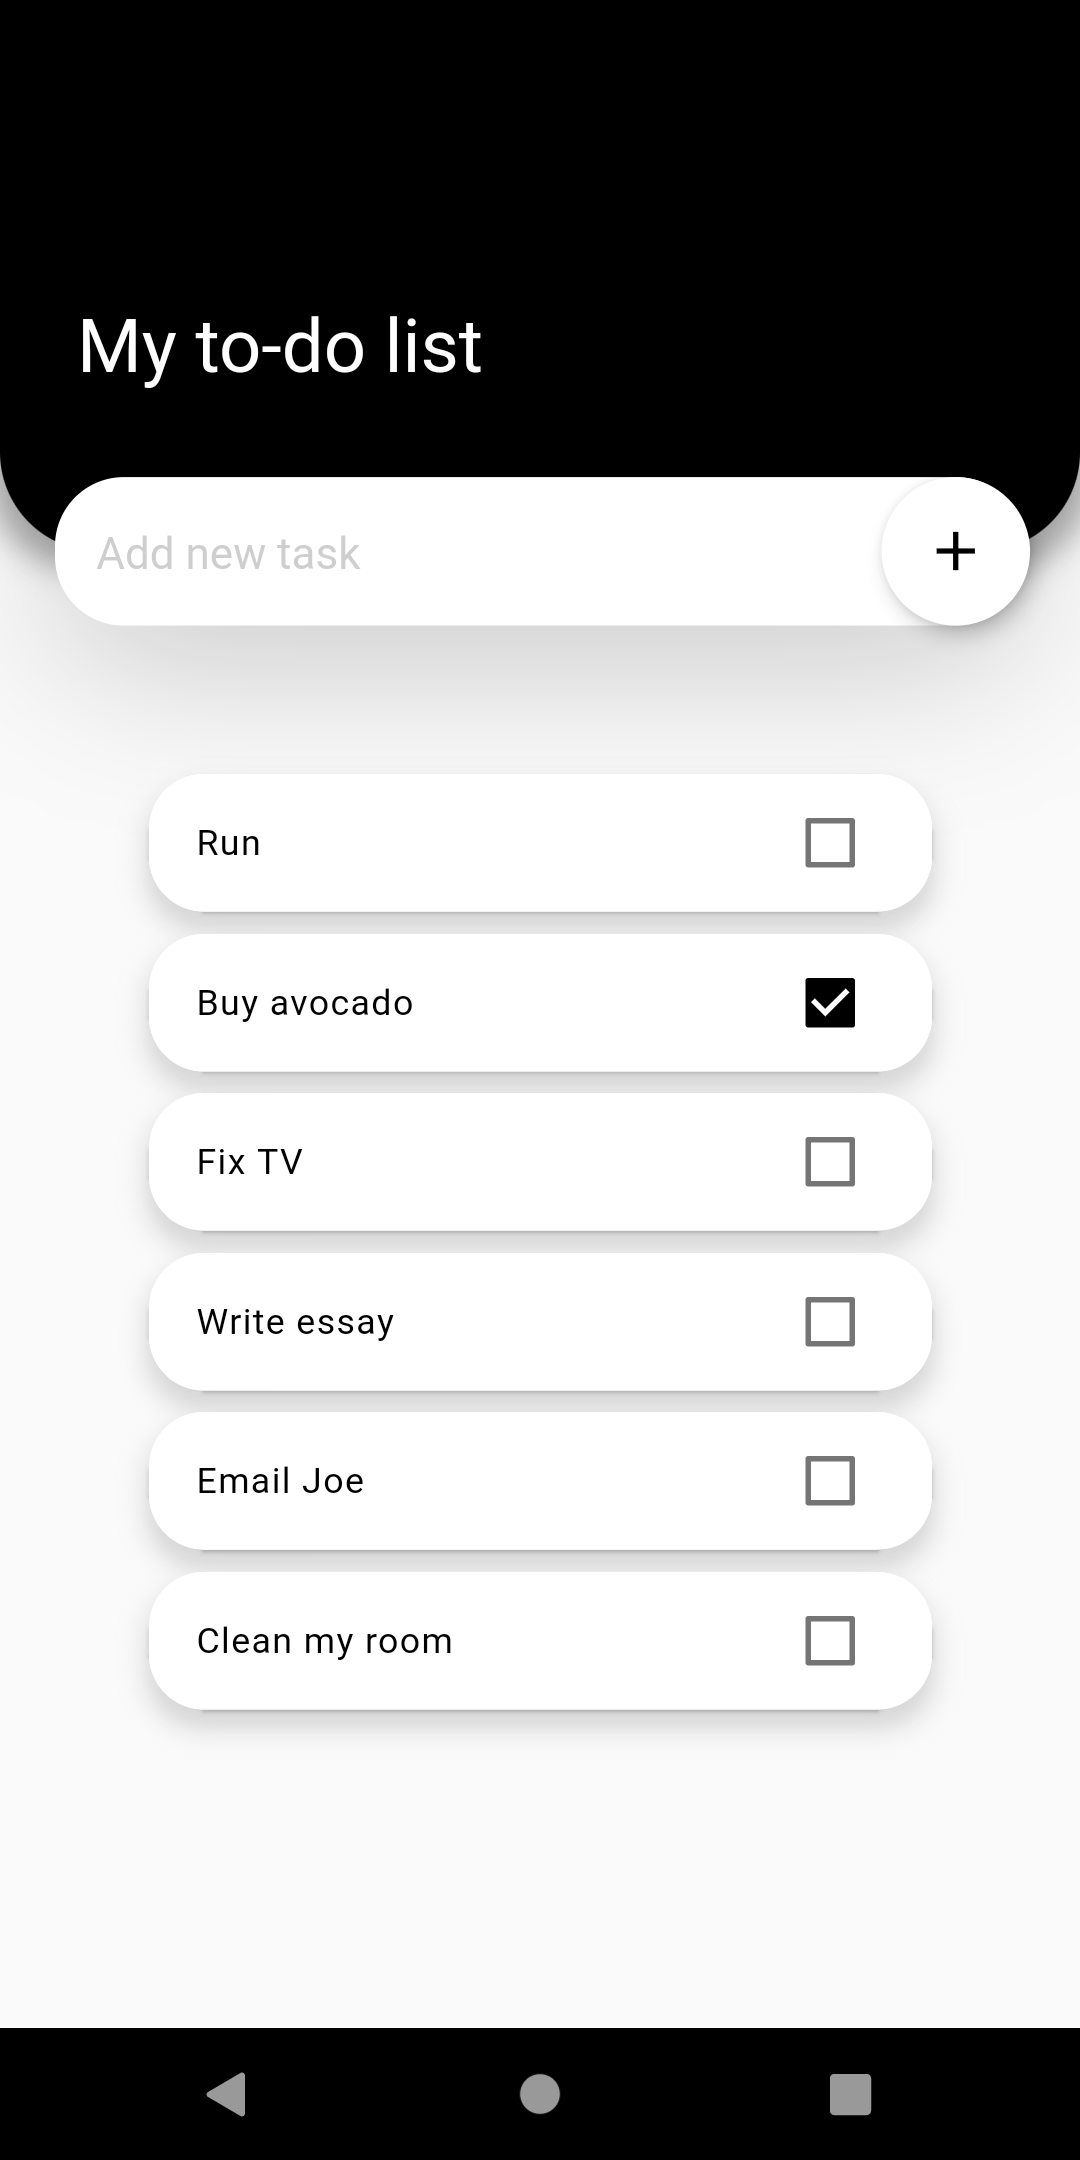 My to-do list
Add new task
Run
Buy avocado
Fix TV
Write essay
Email Joe
Clean my room